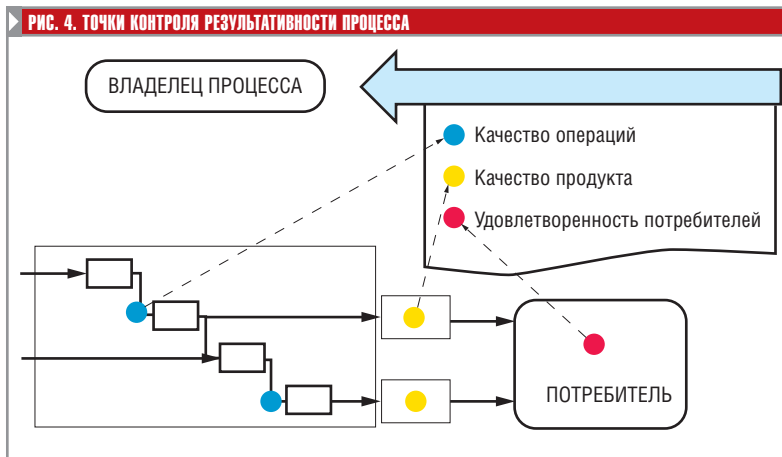 РИС. 4. ТОЧКИ КОНТРОЛЯ РЕЗУЛЬТАТИВНОСТИ ПРОЦЕССА
ВЛАДЕЛЕЦ ПРОЦЕССА
Качество операций
Качество продукта
Удовлетворенность потребителей
ПОТРЕБИТЕЛЬ